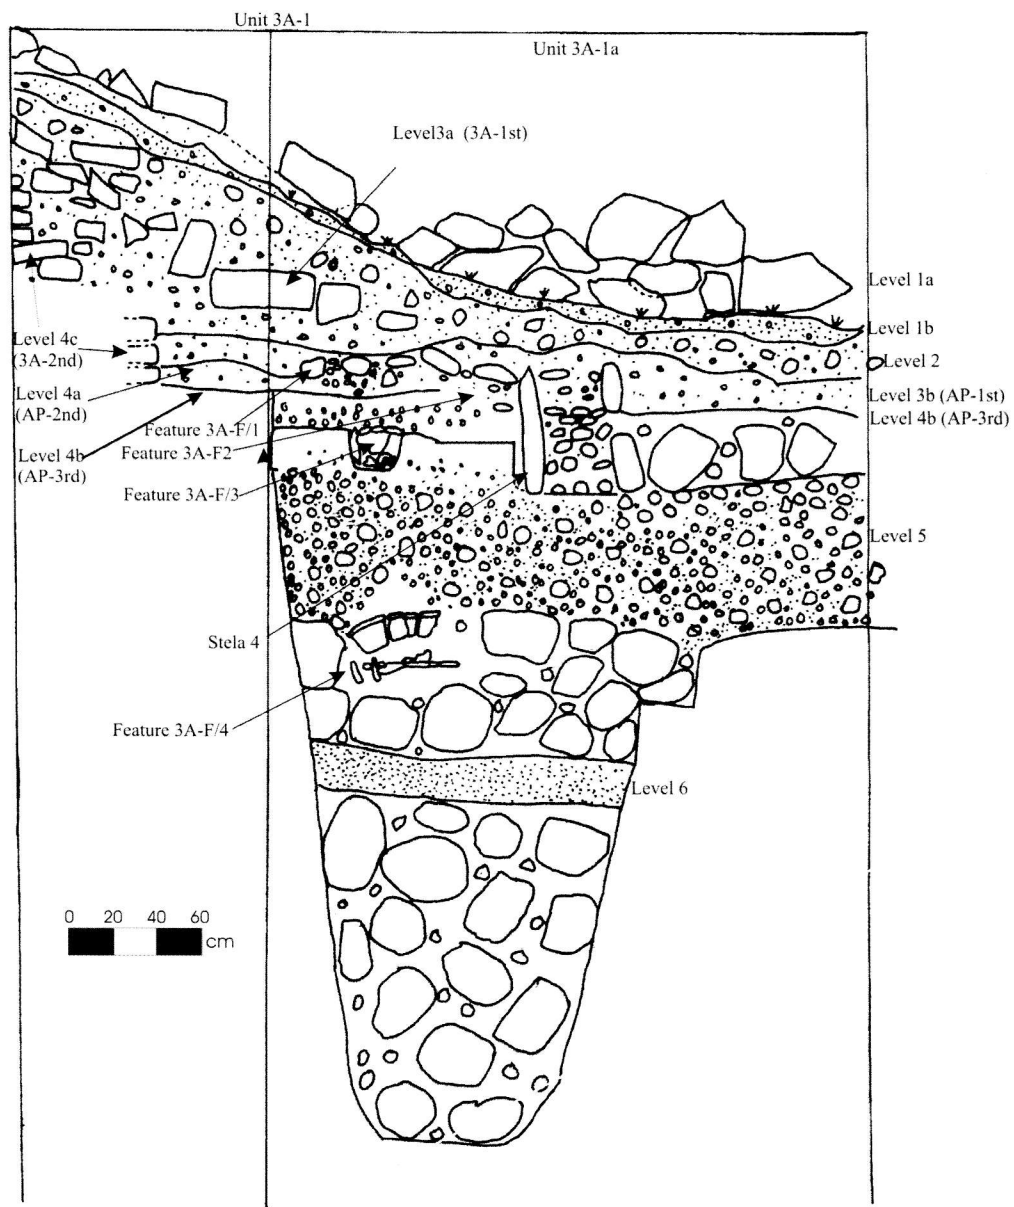 Unit 3A-1
Unit 3A-1a
Level3a (3A-1st)
Level 1a
Level 1b
Level 2
Level 3b (AP-1st)
Level 4b (AP-3rd)
Level 4c
(3A-2nd)
Level 4a
(AP-2nd)
Level 4b
(AP-3rd)
Feature 3A-F/1
Feature 3A-F2
Feature 3A-F/3
Level 5
Stela 4
Feature 3A-F/4
Level 6
0 20 40 60
cm